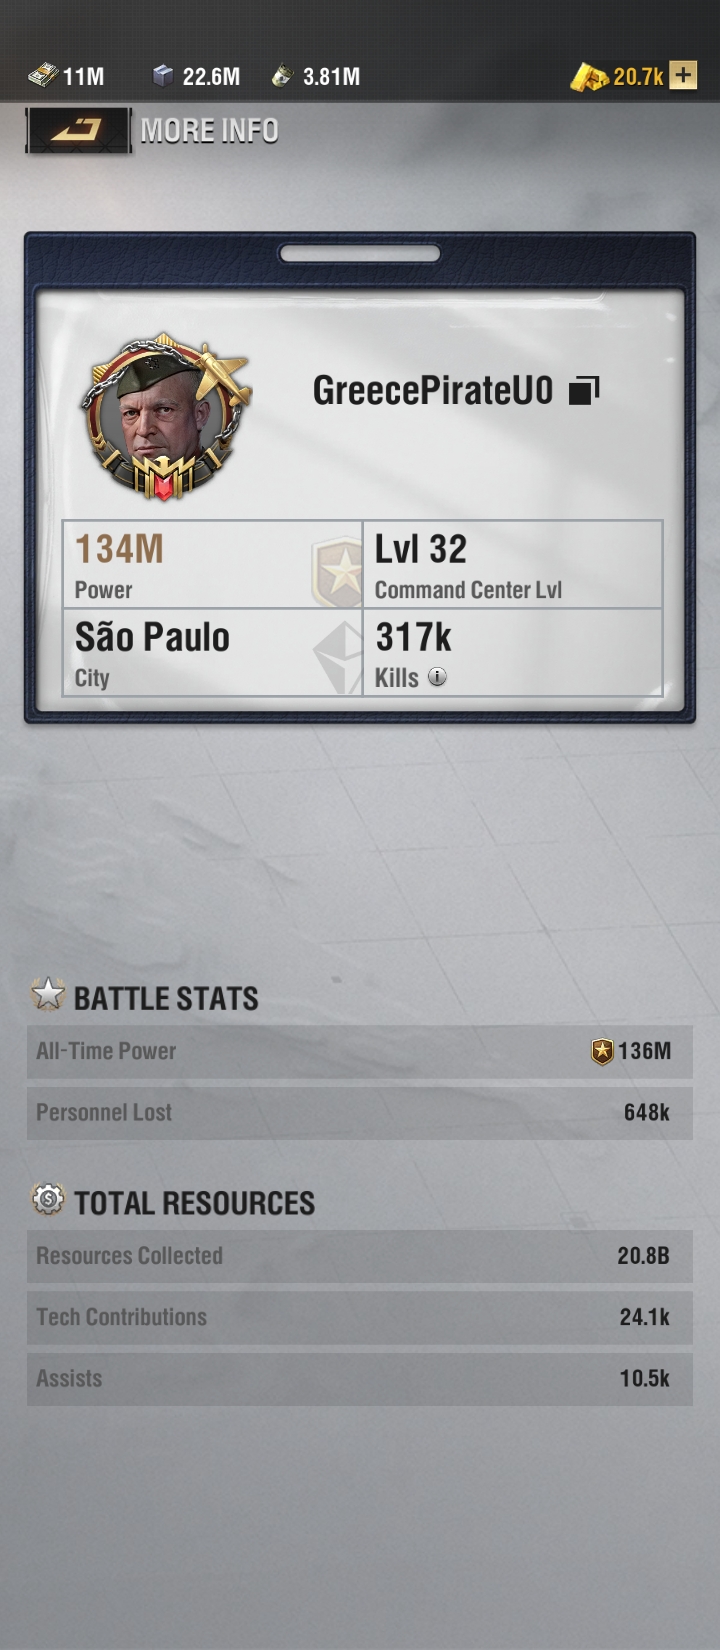 11M 22.6M 3.81M 20.7k +
MORE INFO
GreecePirateU0
134M
Power
Lvl 32
Command Center Lvl
São Paulo
City
317k
Kills i
BATTLE STATS
All-Time Power 136M
Personnel Lost 648k
TOTAL RESOURCES
Resources Collected 20.8B
Tech Contributions 24.1k
Assists 10.5k